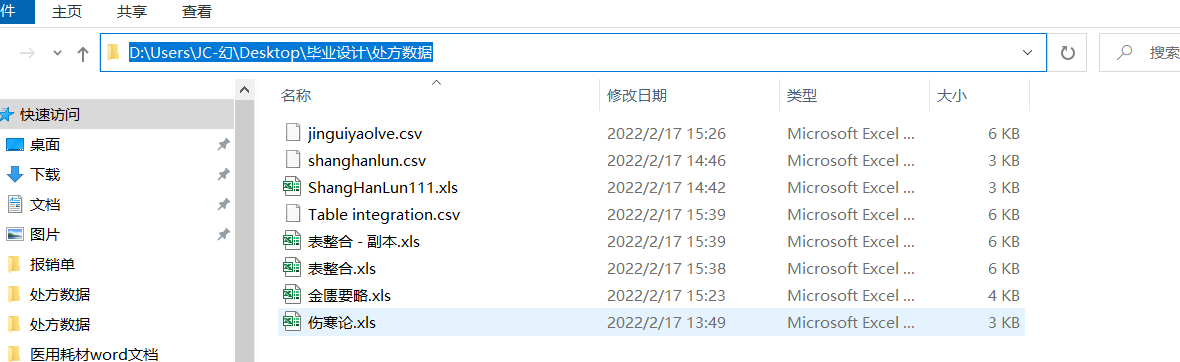 件 主页 共享 查看
D:\Users\JC-幻\Desktop\毕业设计\处方数据 搜索
快速访问
桌面
下载
文档
图片
报销单
处方数据
处方数据
医用耗材word文档
名称 修改日期 类型 大小
jinguiyaolve.csv 2022/2/17 15:26 Microsoft Excel ... 6 KB
shanghanlun.csv 2022/2/17 14:46 Microsoft Excel ... 3 KB
ShangHanLun111.xls 2022/2/17 14:42 Microsoft Excel ... 3 KB
Table integration.csv 2022/2/17 15:39 Microsoft Excel ... 6 KB
表整合 - 副本.xls 2022/2/17 15:39 Microsoft Excel ... 6 KB
表整合.xls 2022/2/17 15:38 Microsoft Excel ... 6 KB
金匮要略.xls 2022/2/17 15:23 Microsoft Excel ... 4 KB
伤寒论.xls 2022/2/17 13:49 Microsoft Excel ... 3 KB